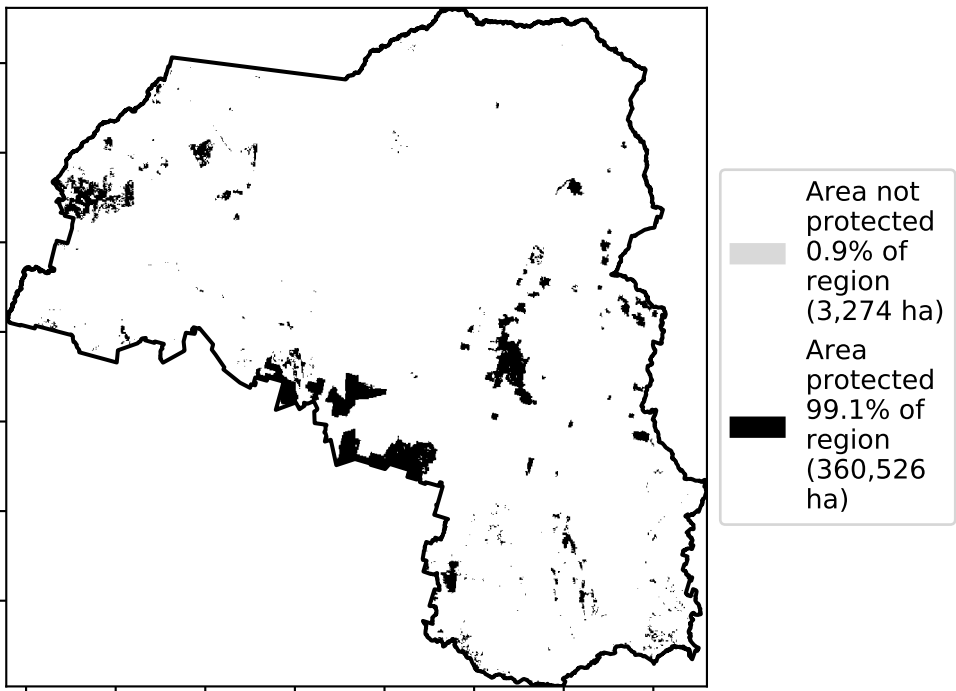 Area not
protected
0.9% of
region
(3,274 ha)
Area
protected
99.1% of
region
(360,526
ha)